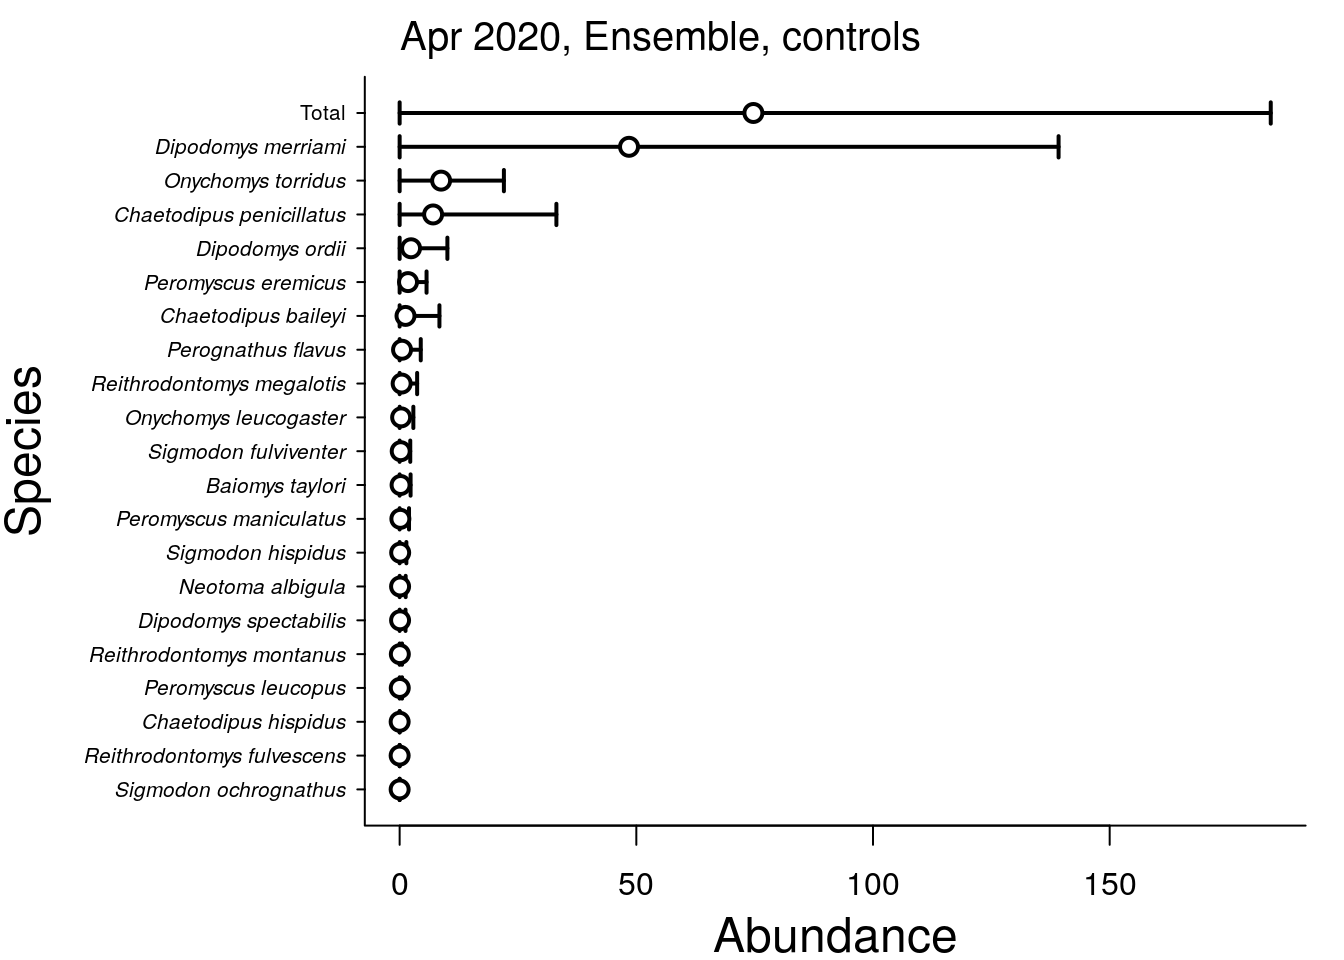 Apr 2020, Ensemble, controls
Total
Dipodomys merriami
Onychomys torridus
Chaetodipus penicillatus
Dipodomys ordii
Peromyscus eremicus
Chaetodipus baileyi
Perognathus flavus
Reithrodontomys megalotis
Onychomys leucogaster
Sigmodon fulviventer
Baiomys taylori
Peromyscus maniculatus
Sigmodon hispidus
Neotoma albigula
Dipodomys spectabilis
Reithrodontomys montanus
Peromyscus leucopus
Chaetodipus hispidus
Reithrodontomys fulvescens
Sigmodon ochrognathus
Species
0 50 100 150
Abundance